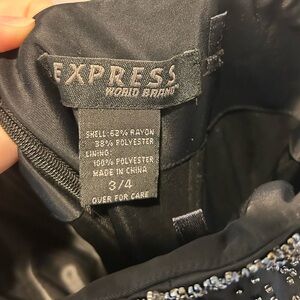 EXPRESS
WORLD BRAND
SHELL: 62% RAYON
38% POLYESTER
LINING:
100% POLYESTER
MADE IN CHINA
3/4
OVER FOR CARE